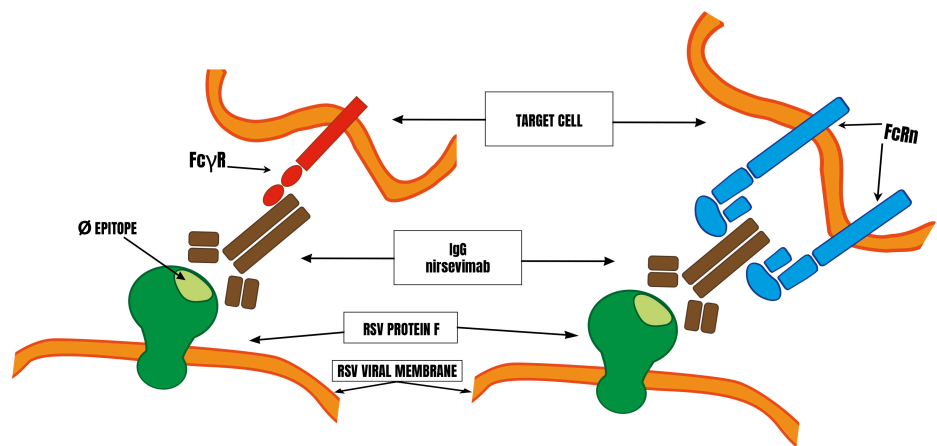 TARGET CELL
FcRn
FcγR
Ø EPITOPE
IgG
nirsevimab
RSV PROTEIN F
RSV VIRAL MEMBRANE